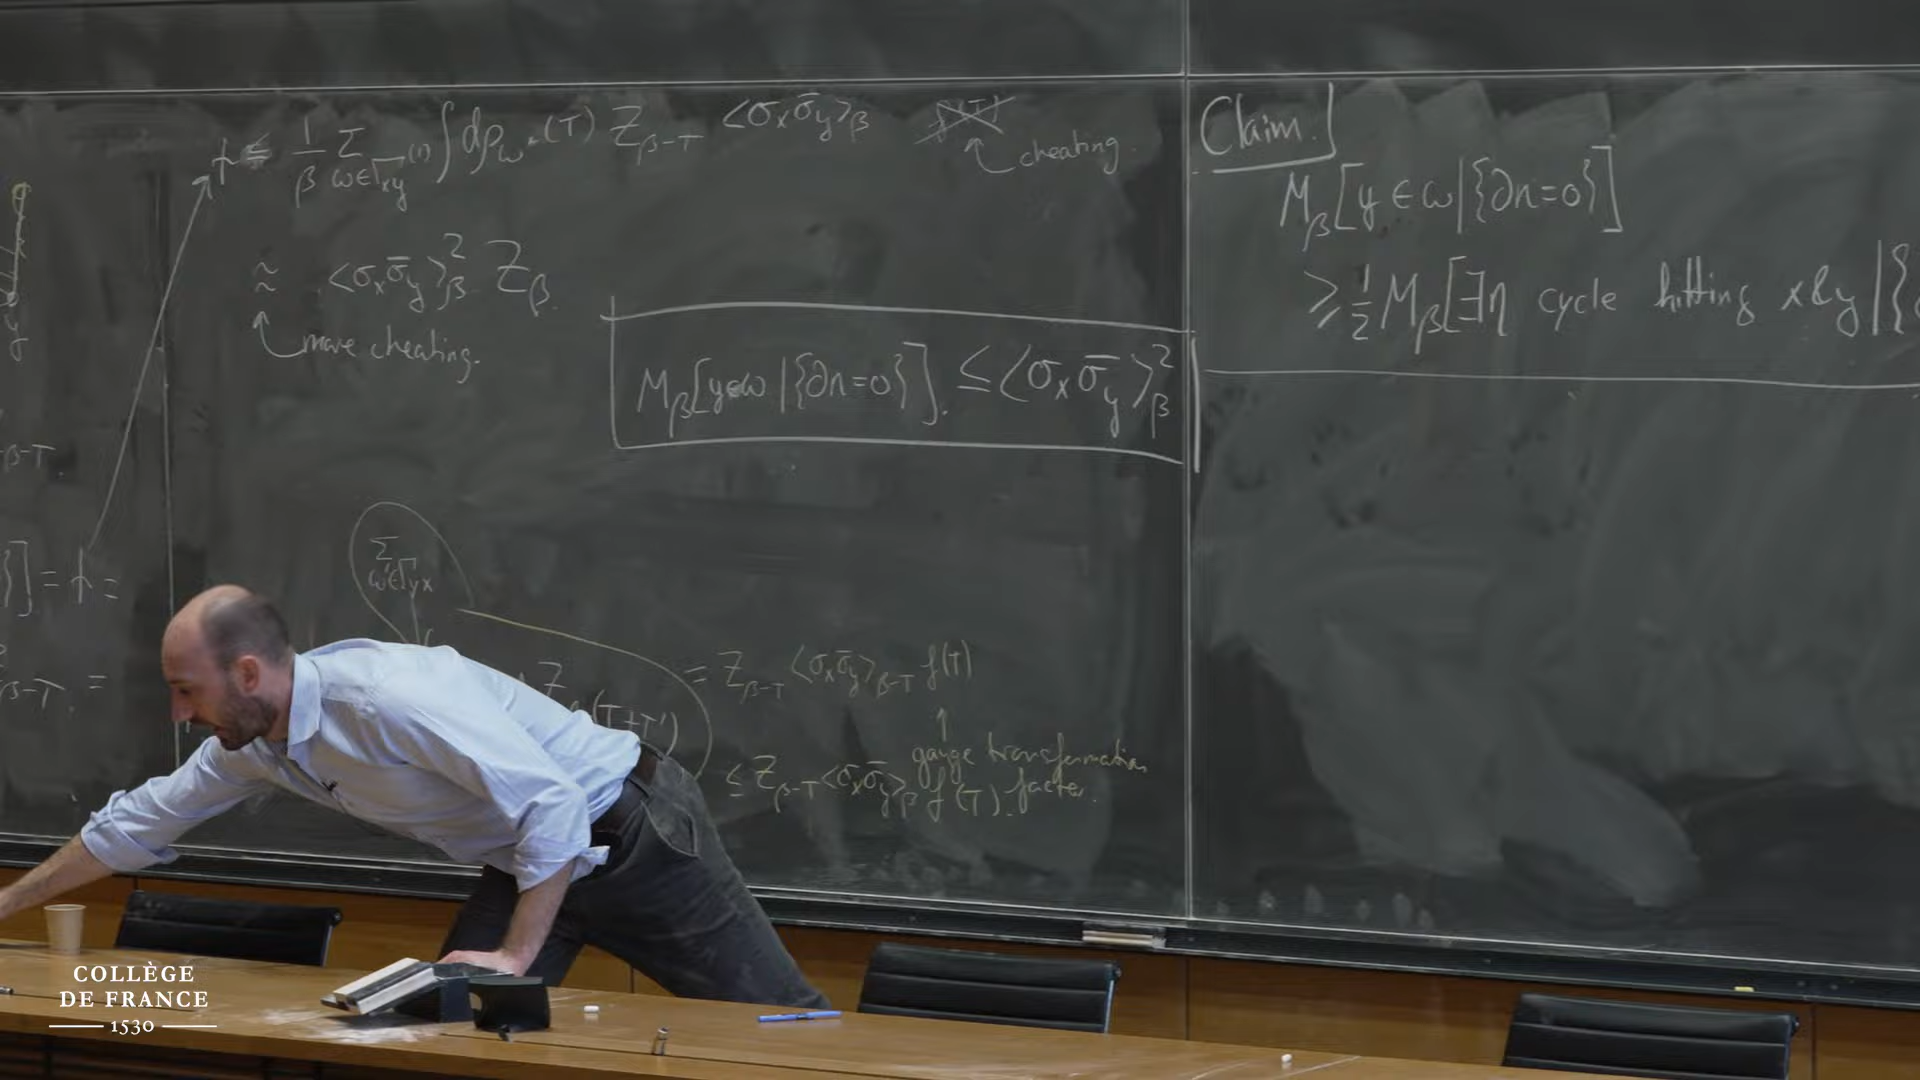 ⋔ ≤ 1/β Σ_{ω∈Γ_xy}^{(1)} ∫dρ_ω(T) Z_{β-T} <σ_x σ̄_y>_β
cheating.
≈ <σ_x σ̄_y>²_β Z_β.
more cheating.
M_β[y∈ω | {∂n=0}]. ≤ <σ_x σ̄_y>²_β
Σ_{ω'∈Γ_yx}
(T+T')
= Z_{β-T} <σ_x σ̄_y>_{β-T} f(T)
gauge transformation
≤ Z_{β-T} <σ_x σ̄_y>_β f(T). factor.
β-T.
}] = ⋔ =
β-T. =
Claim.
M_β[y∈ω | {∂n=0}]
≥ 1/2 M_β[∃η cycle hitting x&y | {
COLLÈGE
DE FRANCE
1530